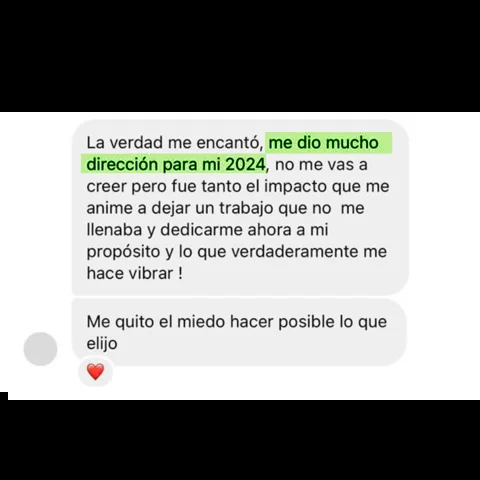 La verdad me encantó, me dio mucho
dirección para mi 2024, no me vas a
creer pero fue tanto el impacto que me
anime a dejar un trabajo que no me
llenaba y dedicarme ahora a mi
propósito y lo que verdaderamente me
hace vibrar !
Me quito el miedo hacer posible lo que
elijo